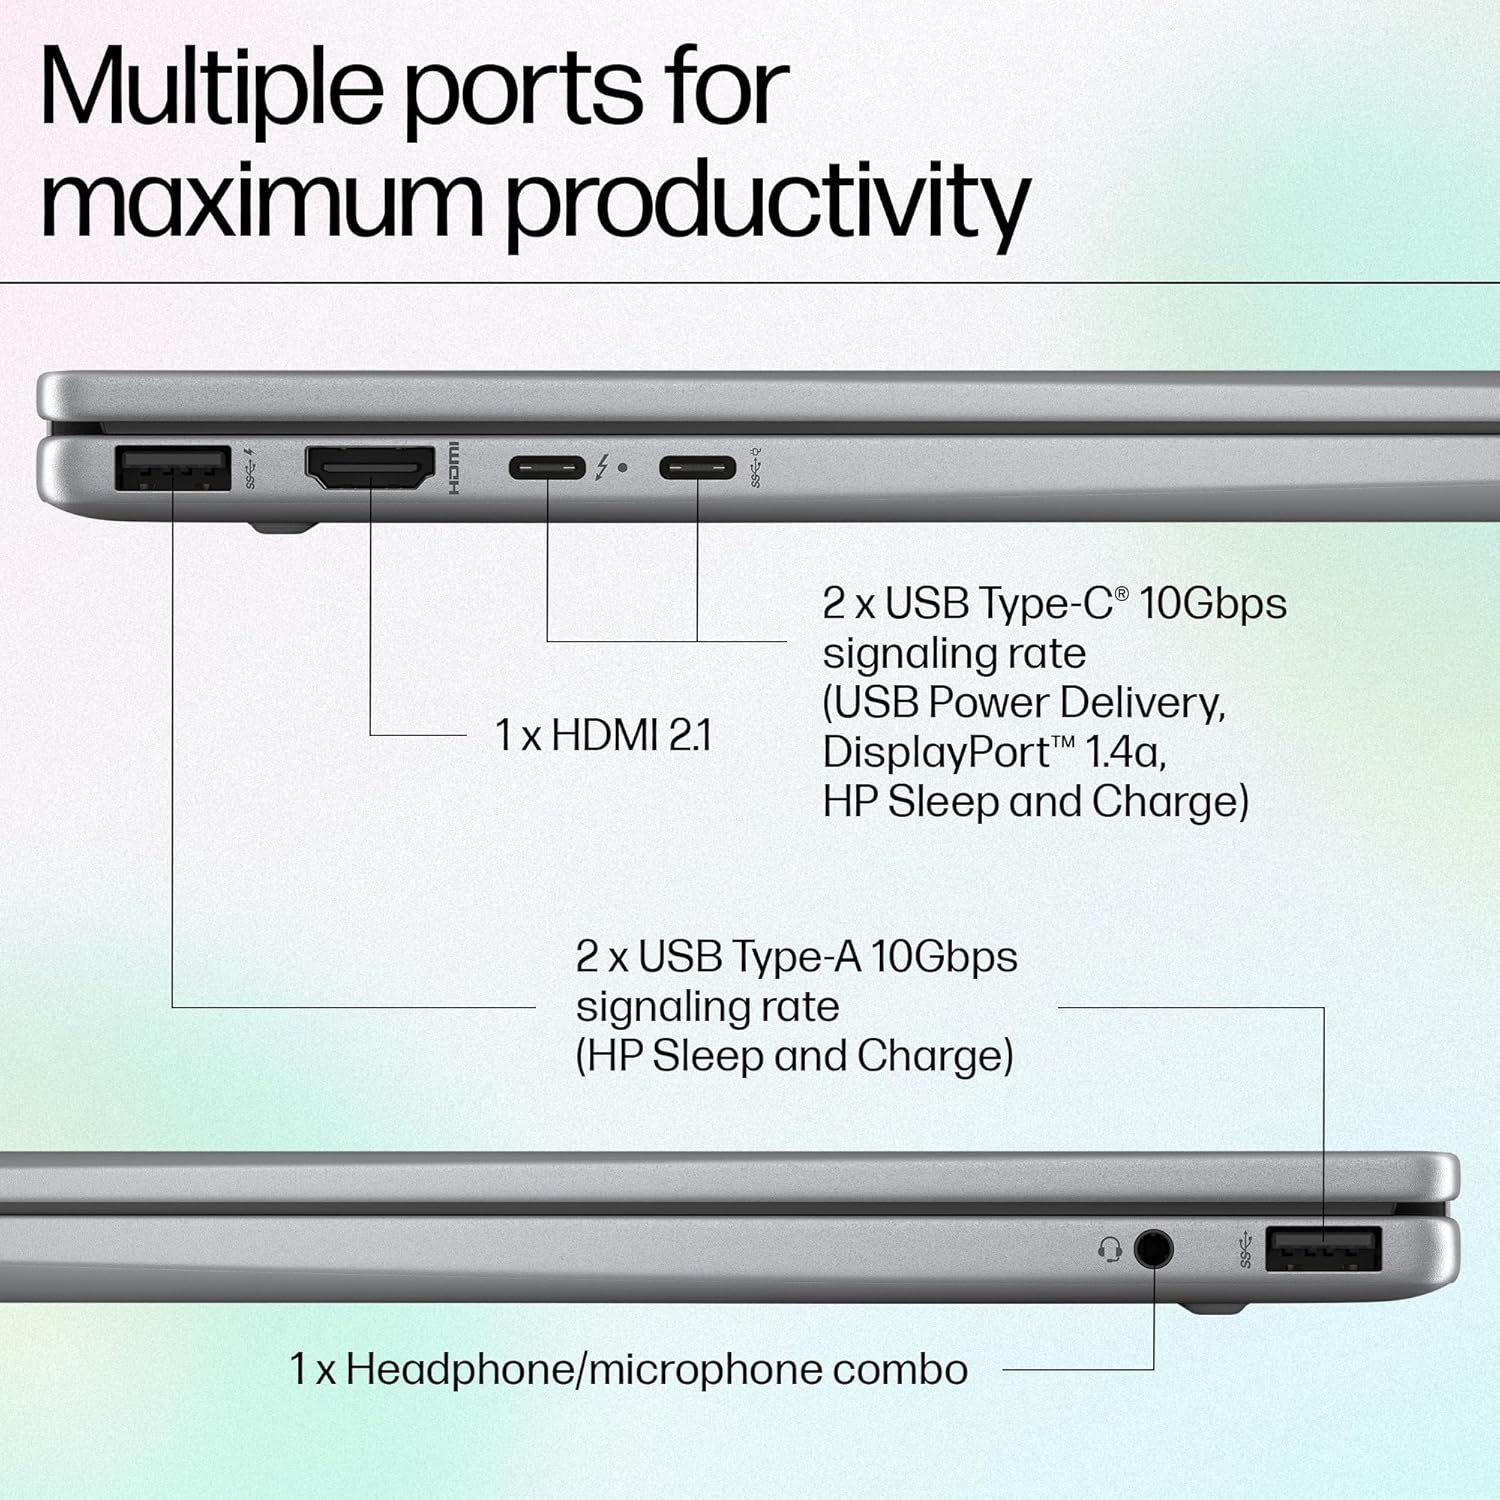 Multiple ports for
maximum productivity
HDMI
2 x USB Type-C® 10Gbps
signaling rate
(USB Power Delivery,
DisplayPort™ 1.4a,
HP Sleep and Charge)
1 x HDMI 2.1
2 x USB Type-A 10Gbps
signaling rate
(HP Sleep and Charge)
1 x Headphone/microphone combo